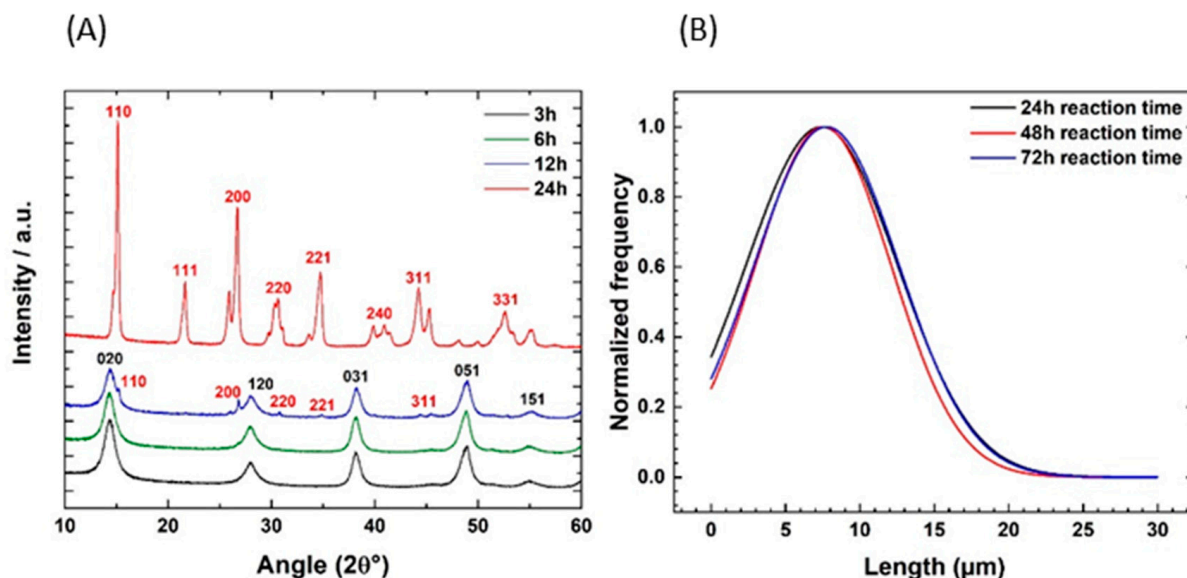 (A)
(B)
Intensity / a.u.
110
111
200
220
221
240
311
331
3h
6h
12h
24h
020
110
200
120
220
221
031
311
051
151
10 20 30 40 50 60
Angle (2θ°)
Normalized frequency
24h reaction time
48h reaction time
72h reaction time
1.0
0.8
0.6
0.4
0.2
0.0
0 5 10 15 20 25 30
Length (µm)